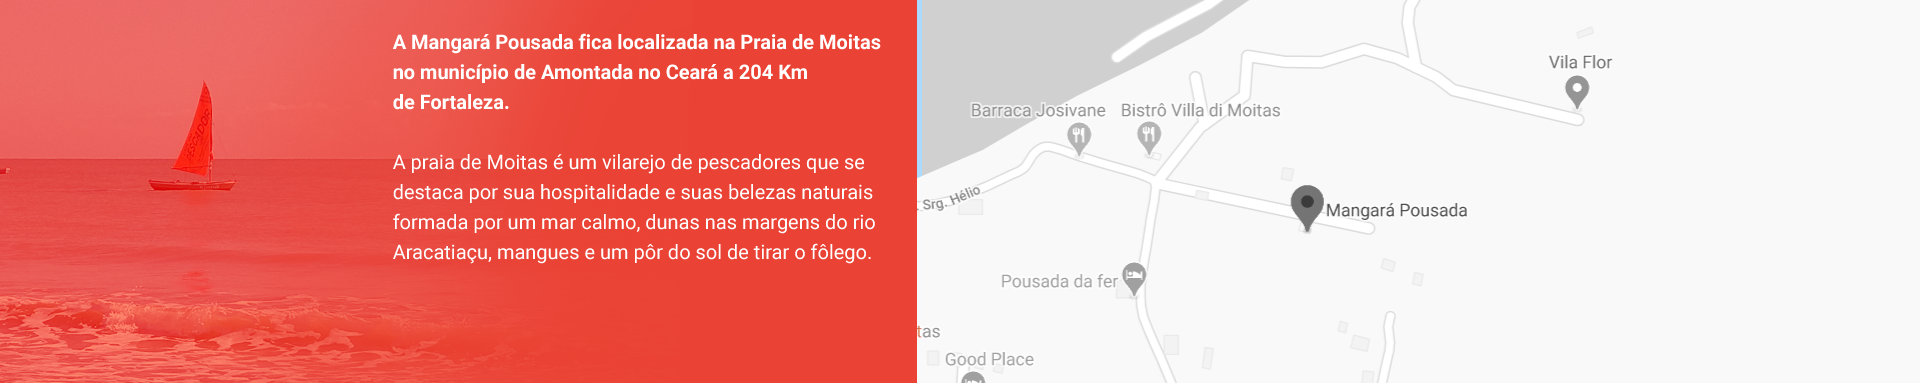 A Mangará Pousada fica localizada na Praia de Moitas
no município de Amontada no Ceará a 204 Km
de Fortaleza.
A praia de Moitas é um vilarejo de pescadores que se
destaca por sua hospitalidade e suas belezas naturais
formada por um mar calmo, dunas nas margens do rio
Aracatiaçu, mangues e um pôr do sol de tirar o fôlego.
Vila Flor
Barraca Josivane
Bistrô Villa di Moitas
. Srg. Hélio
Mangará Pousada
Pousada da fer
tas
Good Place